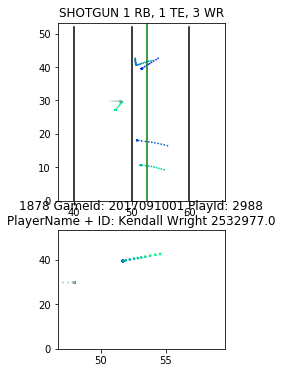 SHOTGUN 1 RB, 1 TE, 3 WR
50
40
30
20
10
0
40 50 60
1878 GameId: 2017091001 PlayId: 2988
PlayerName + ID: Kendall Wright 2532977.0
40
20
0
50 55